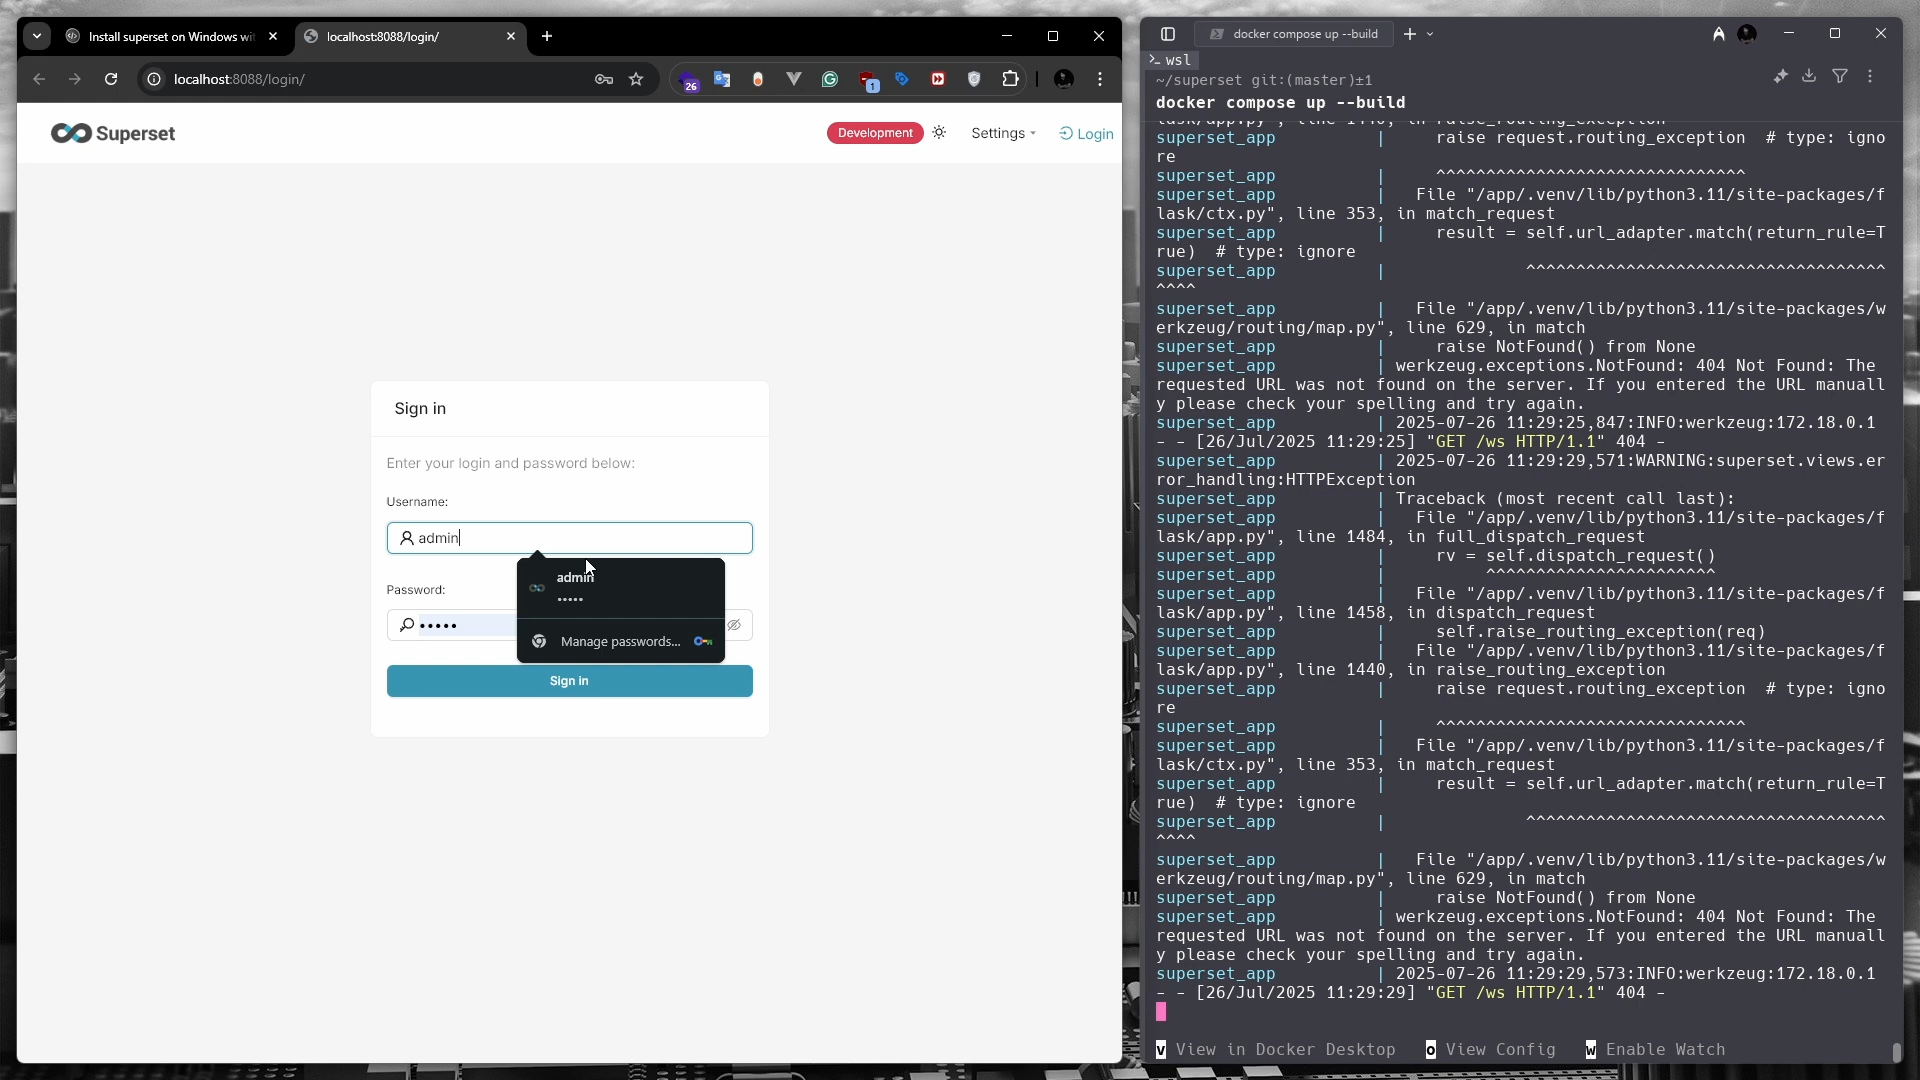 Install superset on Windows wit
localhost:8088/login/
localhost:8088/login/
26
1
Superset
Development
Settings
Login
Sign in
Enter your login and password below:
Username:
admin
admin
•••••
Password:
•••••
Manage passwords...
Sign in
docker compose up --build
wsl
~/superset git:(master)±1
docker compose up --build
lask/app.py", line 1440, in raise_routing_exception
superset_app          |     raise request.routing_exception  # type: igno
re
superset_app          |     ^^^^^^^^^^^^^^^^^^^^^^^^^^^^^^^
superset_app          |   File "/app/.venv/lib/python3.11/site-packages/f
lask/ctx.py", line 353, in match_request
superset_app          |     result = self.url_adapter.match(return_rule=T
rue)  # type: ignore
superset_app          |              ^^^^^^^^^^^^^^^^^^^^^^^^^^^^^^^^^^^^
^^^^
superset_app          |   File "/app/.venv/lib/python3.11/site-packages/w
erkzeug/routing/map.py", line 629, in match
superset_app          |     raise NotFound() from None
superset_app          | werkzeug.exceptions.NotFound: 404 Not Found: The
requested URL was not found on the server. If you entered the URL manuall
y please check your spelling and try again.
superset_app          | 2025-07-26 11:29:25,847:INFO:werkzeug:172.18.0.1
- - [26/Jul/2025 11:29:25] "GET /ws HTTP/1.1" 404 -
superset_app          | 2025-07-26 11:29:29,571:WARNING:superset.views.er
ror_handling:HTTPException
superset_app          | Traceback (most recent call last):
superset_app          |   File "/app/.venv/lib/python3.11/site-packages/f
lask/app.py", line 1484, in full_dispatch_request
superset_app          |     rv = self.dispatch_request()
superset_app          |          ^^^^^^^^^^^^^^^^^^^^^^^
superset_app          |   File "/app/.venv/lib/python3.11/site-packages/f
lask/app.py", line 1458, in dispatch_request
superset_app          |     self.raise_routing_exception(req)
superset_app          |   File "/app/.venv/lib/python3.11/site-packages/f
lask/app.py", line 1440, in raise_routing_exception
superset_app          |     raise request.routing_exception  # type: igno
re
superset_app          |     ^^^^^^^^^^^^^^^^^^^^^^^^^^^^^^^
superset_app          |   File "/app/.venv/lib/python3.11/site-packages/f
lask/ctx.py", line 353, in match_request
superset_app          |     result = self.url_adapter.match(return_rule=T
rue)  # type: ignore
superset_app          |              ^^^^^^^^^^^^^^^^^^^^^^^^^^^^^^^^^^^^
^^^^
superset_app          |   File "/app/.venv/lib/python3.11/site-packages/w
erkzeug/routing/map.py", line 629, in match
superset_app          |     raise NotFound() from None
superset_app          | werkzeug.exceptions.NotFound: 404 Not Found: The
requested URL was not found on the server. If you entered the URL manuall
y please check your spelling and try again.
superset_app          | 2025-07-26 11:29:29,573:INFO:werkzeug:172.18.0.1
- - [26/Jul/2025 11:29:29] "GET /ws HTTP/1.1" 404 -
v View in Docker Desktop   o View Config   w Enable Watch